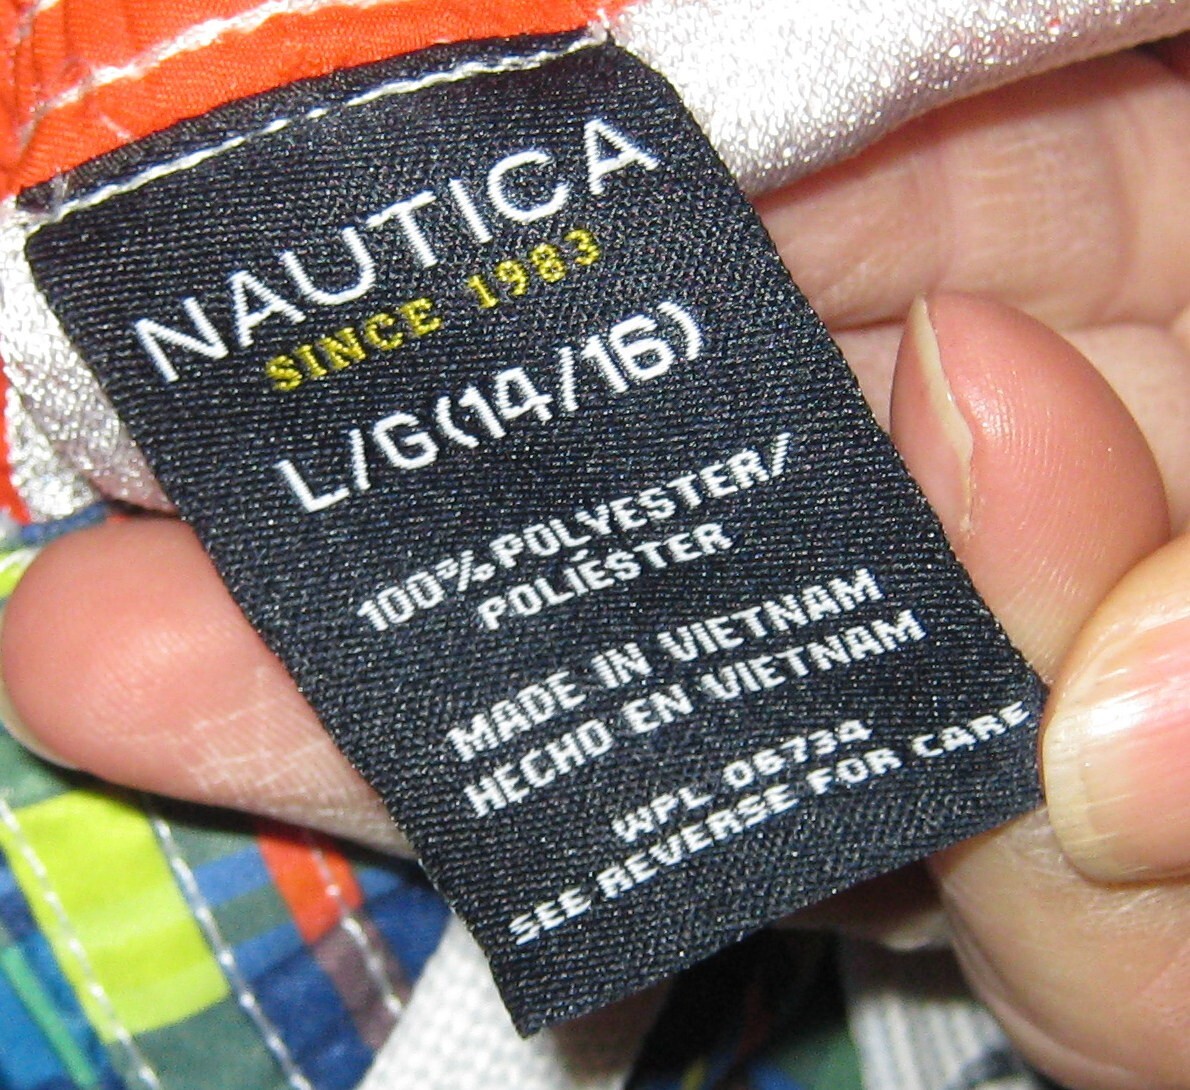 NAUTICA
SINCE 1983
L/G(14/16)
100%POLYESTER/
POLIÉSTER
MADE IN VIETNAM
HECHO EN VIETNAM
WPL 06734
SEE REVERSE FOR CARE